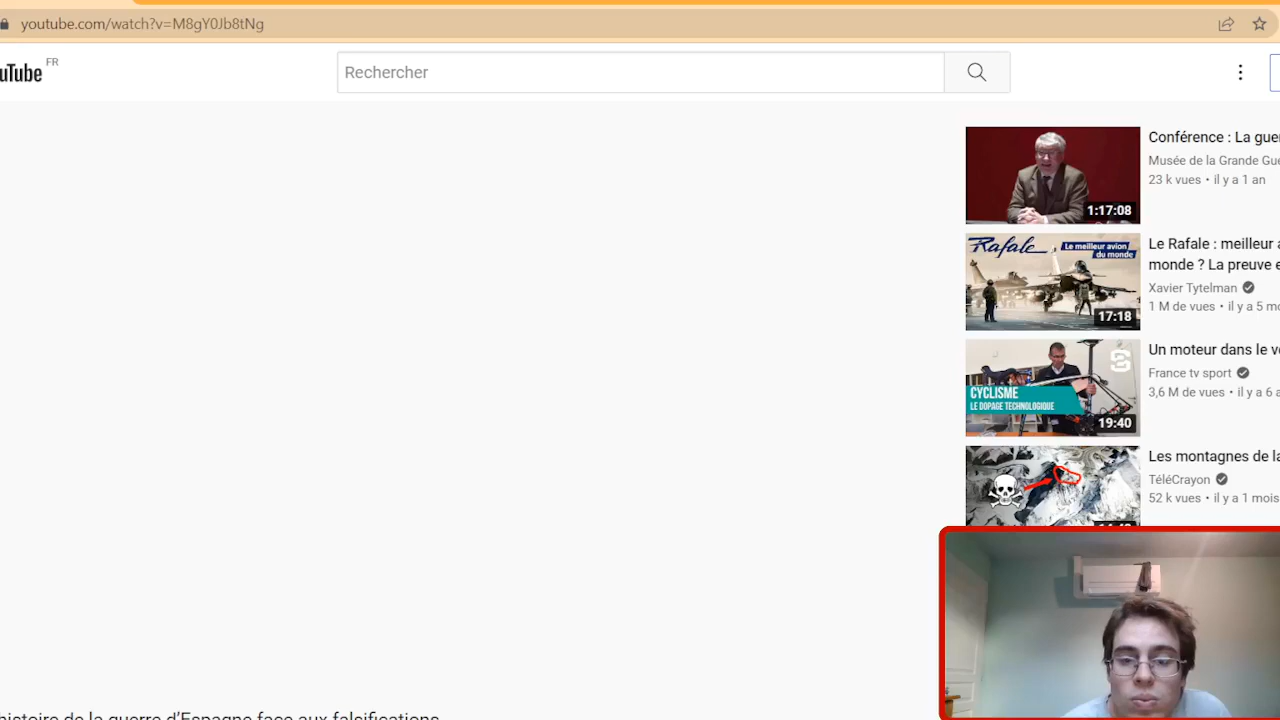 youtube.com/watch?v=M8gY0Jb8tNg
uTube FR
Rechercher
Conférence : La gue
Musée de la Grande Gue
23 k vues • il y a 1 an
1:17:08
Rafale
Le meilleur avion
du monde
17:18
Le Rafale : meilleur a
monde ? La preuve e
Xavier Tytelman
1 M de vues • il y a 5 mo
CYCLISME
LE DOPAGE TECHNOLOGIQUE
19:40
Un moteur dans le v
France tv sport
3,6 M de vues • il y a 6 a
Les montagnes de la
TéléCrayon
52 k vues • il y a 1 mois
histoire de la guerre d'Espagne face aux falsifications